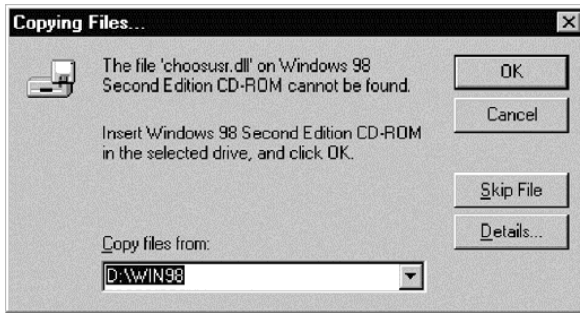 Copying Files...
The file 'choosusr.dll' on Windows 98
Second Edition CD-ROM cannot be found.
Insert Windows 98 Second Edition CD-ROM
in the selected drive, and click OK.
Copy files from:
D:\WIN98
OK
Cancel
Skip File
Details...